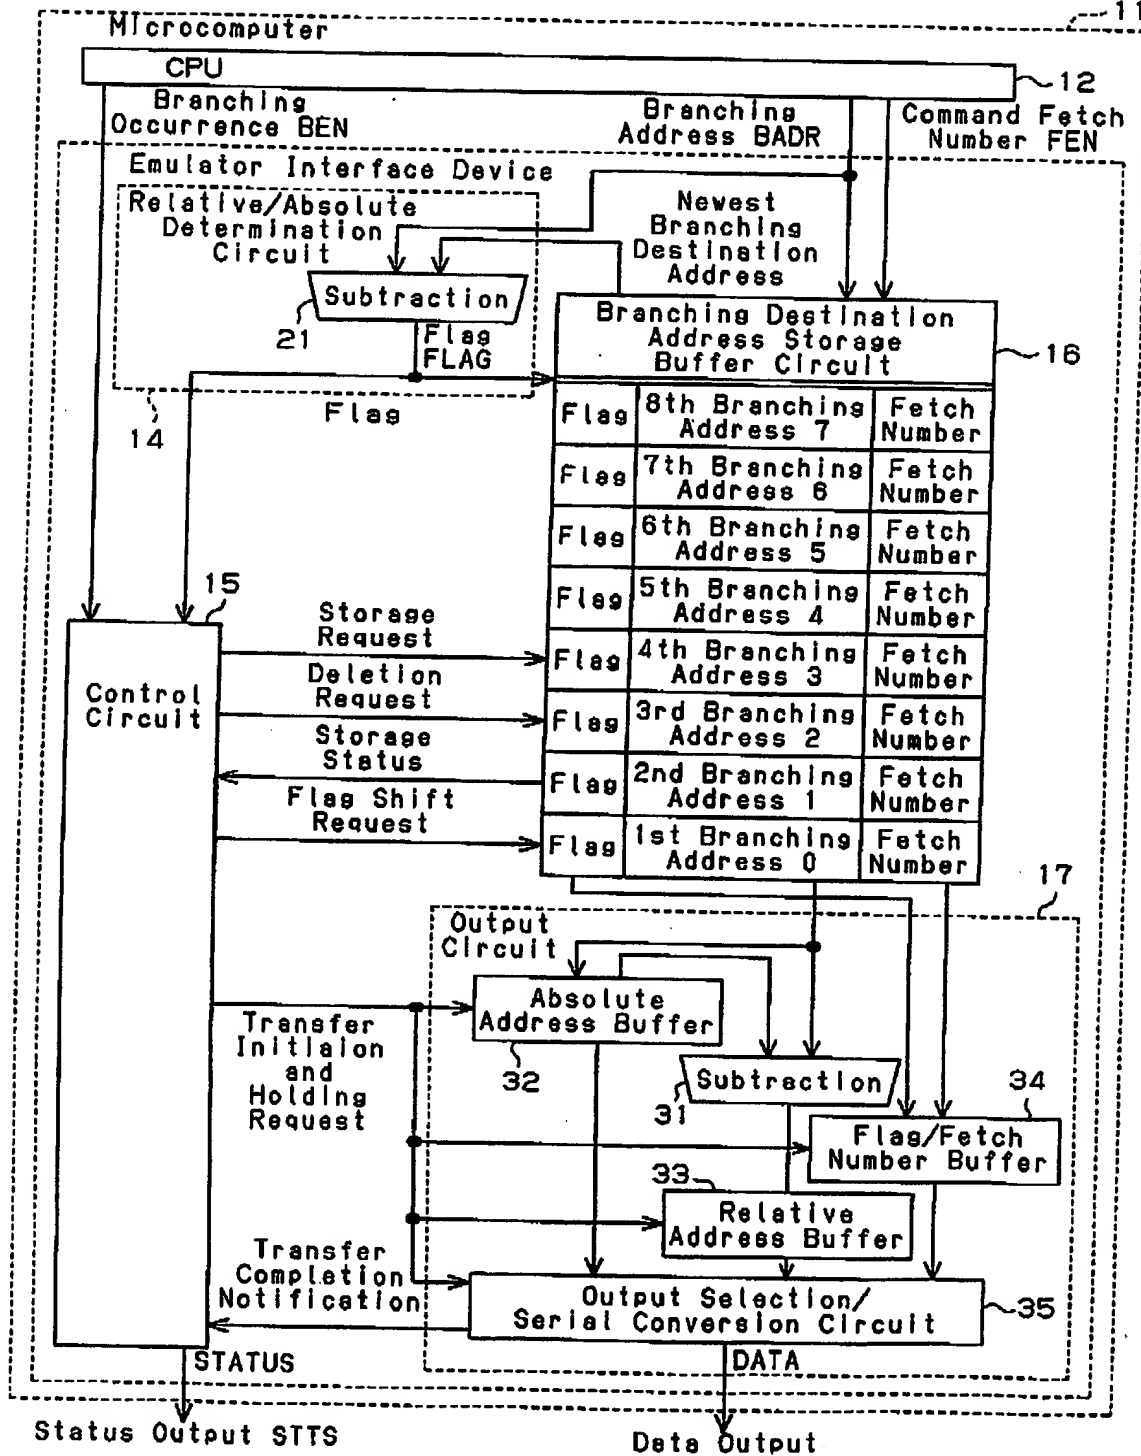 11
Microcomputer
CPU
12
Branching
Occurrence BEN
Branching
Address BADR
Command Fetch
Number FEN
Emulator Interface Device
Relative/Absolute
Determination
Circuit
Newest
Branching
Destination
Address
Subtraction
21
Flag
FLAG
14
Flag
Branching Destination
Address Storage
Buffer Circuit
16
Flag
8th Branching
Address 7
Fetch
Number
Flag
7th Branching
Address 6
Fetch
Number
Flag
6th Branching
Address 5
Fetch
Number
Flag
5th Branching
Address 4
Fetch
Number
Flag
4th Branching
Address 3
Fetch
Number
Flag
3rd Branching
Address 2
Fetch
Number
Flag
2nd Branching
Address 1
Fetch
Number
Flag
1st Branching
Address 0
Fetch
Number
15
Control
Circuit
Storage
Request
Deletion
Request
Storage
Status
Flag Shift
Request
17
Output
Circuit
Absolute
Address Buffer
32
Transfer
Initiaion
and
Holding
Request
Subtraction
31
34
Flag/Fetch
Number Buffer
33
Relative
Address Buffer
Transfer
Completion
Notification
Output Selection/
Serial Conversion Circuit
35
STATUS
DATA
Status Output STTS
Data Output